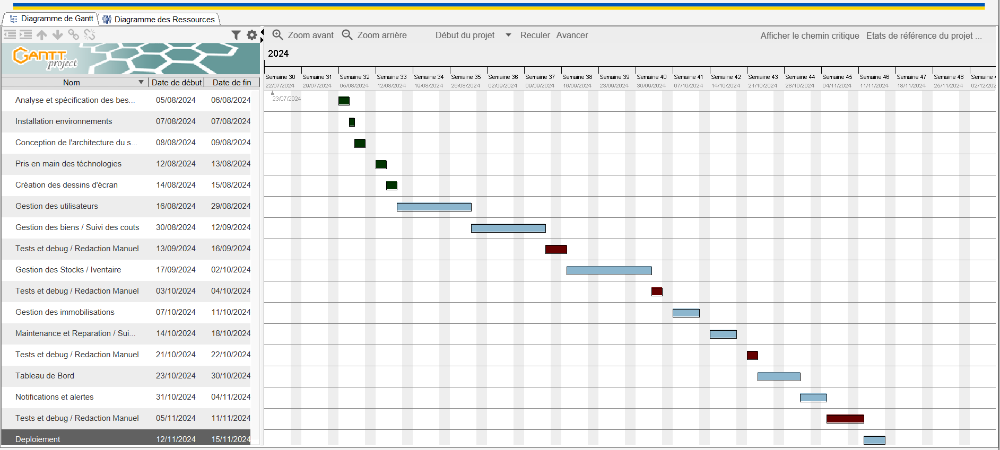 Diagramme de Gantt Diagramme des Ressources
Zoom avant Zoom arrière Début du projet Reculer Avancer Afficher le chemin critique Etats de référence du projet ...
GANTT project
2024
Nom Date de début Date de fin
Semaine 30 Semaine 31 Semaine 32 Semaine 33 Semaine 34 Semaine 35 Semaine 36 Semaine 37 Semaine 38 Semaine 39 Semaine 40 Semaine 41 Semaine 42 Semaine 43 Semaine 44 Semaine 45 Semaine 46 Semaine 47 Semaine 48 Semaine 4
22/07/2024 29/07/2024 05/08/2024 12/08/2024 19/08/2024 26/08/2024 02/09/2024 09/09/2024 16/09/2024 23/09/2024 30/09/2024 07/10/2024 14/10/2024 21/10/2024 28/10/2024 04/11/2024 11/11/2024 18/11/2024 25/11/2024 02/12/202
23/07/2024
Analyse et spécification des bes... 05/08/2024 06/08/2024
Installation environnements 07/08/2024 07/08/2024
Conception de l'architecture du s... 08/08/2024 09/08/2024
Pris en main des téchnologies 12/08/2024 13/08/2024
Création des dessins d'écran 14/08/2024 15/08/2024
Gestion des utilisateurs 16/08/2024 29/08/2024
Gestion des biens / Suivi des couts 30/08/2024 12/09/2024
Tests et debug / Redaction Manuel 13/09/2024 16/09/2024
Gestion des Stocks / Iventaire 17/09/2024 02/10/2024
Tests et debug / Redaction Manuel 03/10/2024 04/10/2024
Gestion des immobilisations 07/10/2024 11/10/2024
Maintenance et Reparation / Sui... 14/10/2024 18/10/2024
Tests et debug / Redaction Manuel 21/10/2024 22/10/2024
Tableau de Bord 23/10/2024 30/10/2024
Notifications et alertes 31/10/2024 04/11/2024
Tests et debug / Redaction Manuel 05/11/2024 11/11/2024
Deploiement 12/11/2024 15/11/2024